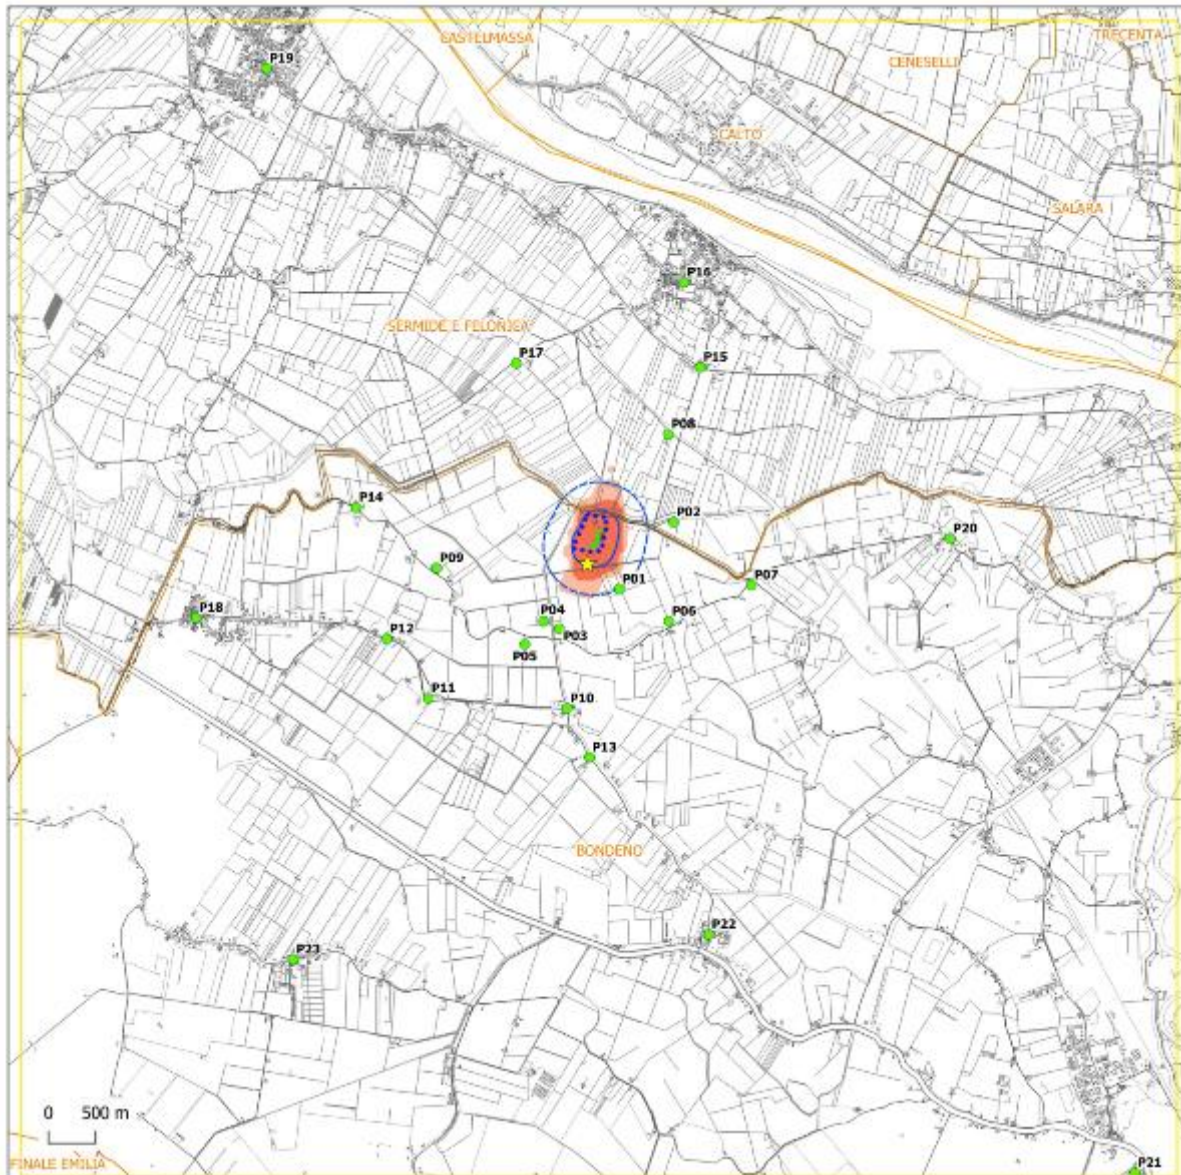 CASTELMASSA
TRECENTA
P19
CENESELLI
CALTO
SALARA
P16
SERMIDE E FELONICA
P17
P15
P08
P14
P02
P20
P09
P01
P07
P18
P04
P06
P03
P12
P05
P11
P10
P13
BONDENO
P22
P23
0 500 m
FINALE EMILIA
P21